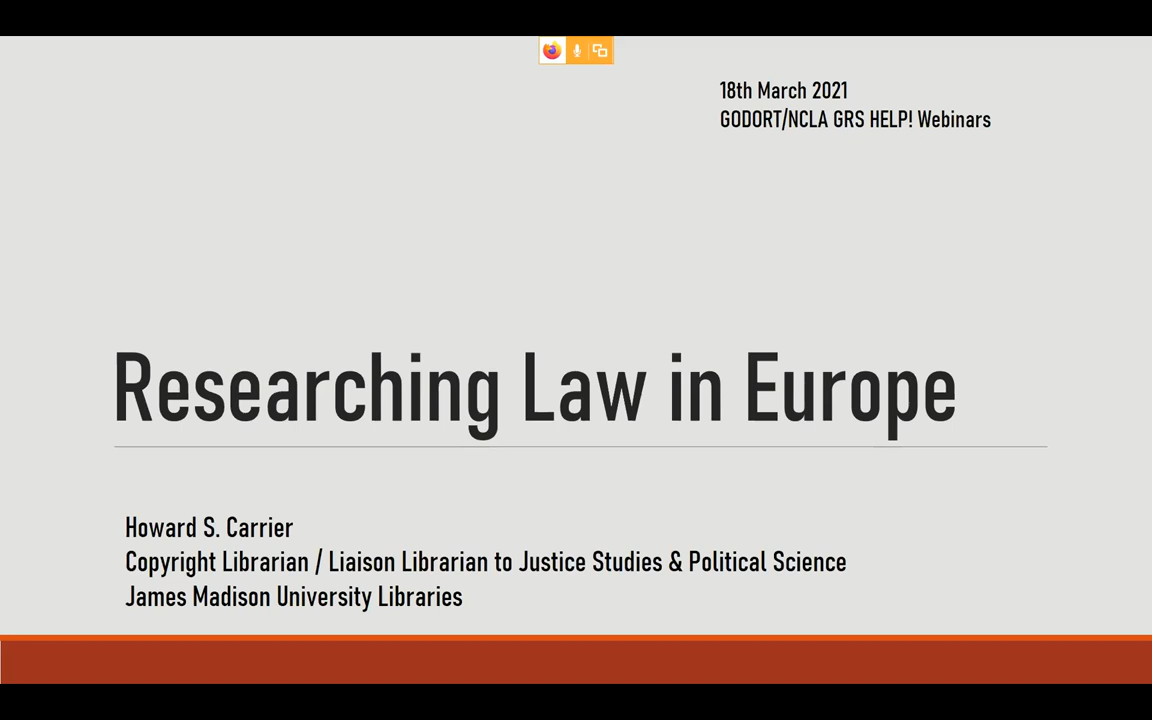 18th March 2021
GODORT/NCLA GRS HELP! Webinars
Researching Law in Europe
Howard S. Carrier
Copyright Librarian / Liaison Librarian to Justice Studies & Political Science
James Madison University Libraries